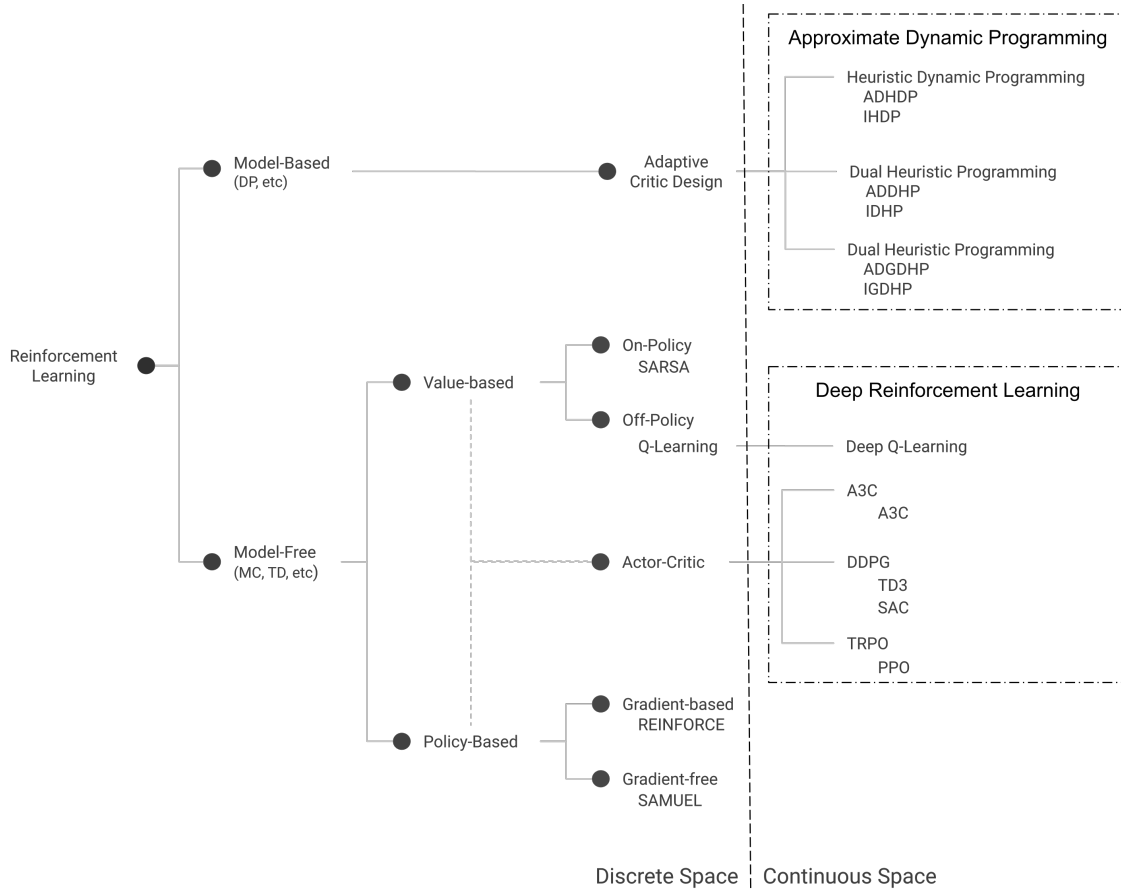 Approximate Dynamic Programming
Heuristic Dynamic Programming
ADHDP
IHDP
Model-Based
(DP, etc)
Adaptive
Critic Design
Dual Heuristic Programming
ADDHP
IDHP
Dual Heuristic Programming
ADGDHP
IGDHP
Reinforcement
Learning
On-Policy
SARSA
Value-based
Off-Policy
Q-Learning
Deep Reinforcement Learning
Deep Q-Learning
A3C
A3C
Model-Free
(MC, TD, etc)
Actor-Critic
DDPG
TD3
SAC
TRPO
PPO
Gradient-based
REINFORCE
Policy-Based
Gradient-free
SAMUEL
Discrete Space
Continuous Space